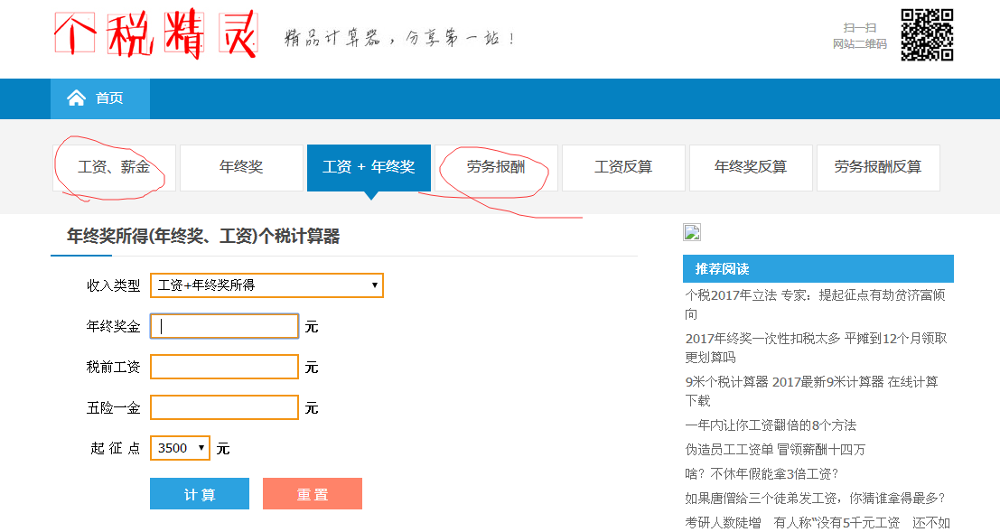 个税精灵
精品计算器，分享第一站！
扫一扫
网站二维码
首页
工资、薪金
年终奖
工资 + 年终奖
劳务报酬
工资反算
年终奖反算
劳务报酬反算
年终奖所得(年终奖、工资)个税计算器
收入类型
工资+年终奖所得
年终奖金
元
税前工资
元
五险一金
元
起 征 点
3500
元
计 算
重 置
推荐阅读
个税2017年立法 专家：提起征点有劫贫济富倾
向
2017年终奖一次性扣税太多 平摊到12个月领取
更划算吗
9米个税计算器 2017最新9米计算器 在线计算
下载
一年内让你工资翻倍的8个方法
伪造员工工资单 冒领薪酬十四万
啥？不休年假能拿3倍工资？
如果唐僧给三个徒弟发工资，你猜谁拿得最多？
考研人数陡增　有人称“没有5千元工资　还不如